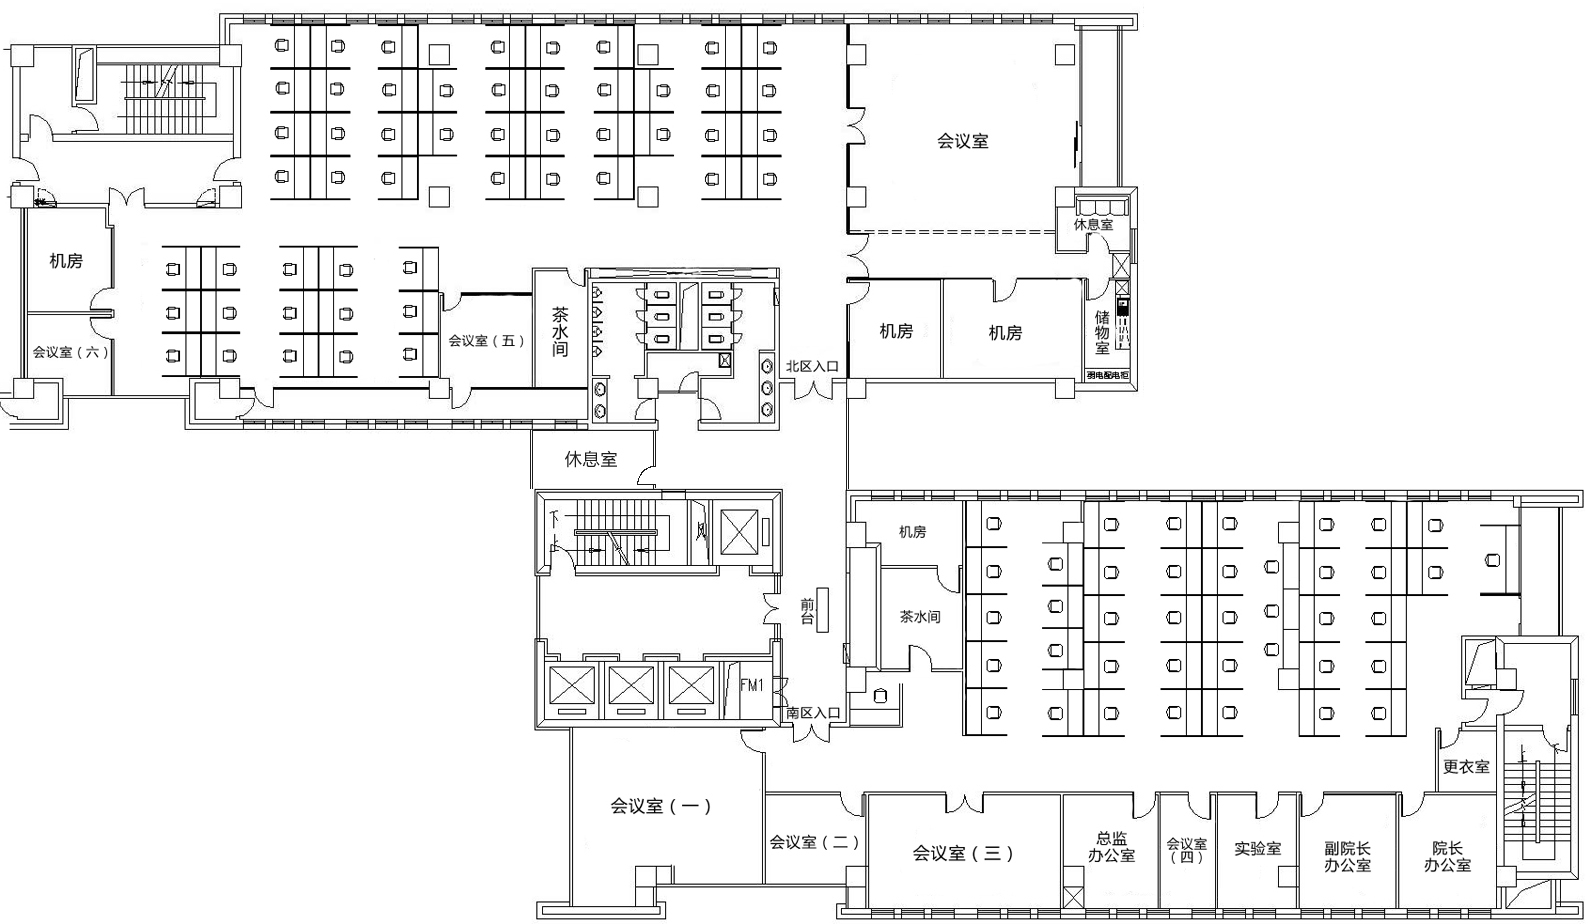 会议室
休息室
机房
茶
水
间
会议室（五）
会议室（六）
机房
机房
储
物
室
北区入口
弱电配电柜
休息室
下
上
风
机房
前
台
茶水间
FM1
南区入口
更衣室
会议室（一）
会议室（二）
会议室（三）
总监
办公室
会议室
（四）
实验室
副院长
办公室
院长
办公室